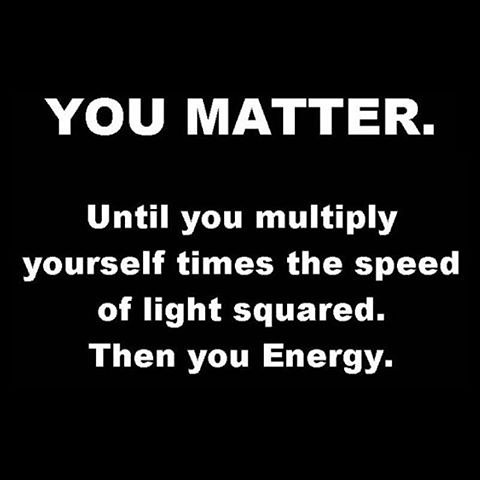 YOU MATTER.
Until you multiply
yourself times the speed
of light squared.
Then you Energy.